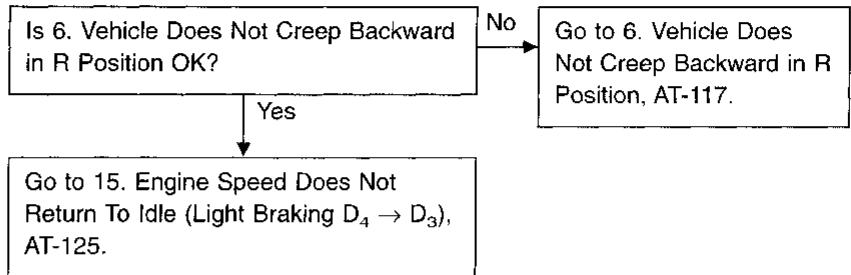 Is 6. Vehicle Does Not Creep Backward
in R Position OK?
No
Go to 6. Vehicle Does
Not Creep Backward in R
Position, AT-117.
Yes
Go to 15. Engine Speed Does Not
Return To Idle (Light Braking D₄ → D₃),
AT-125.